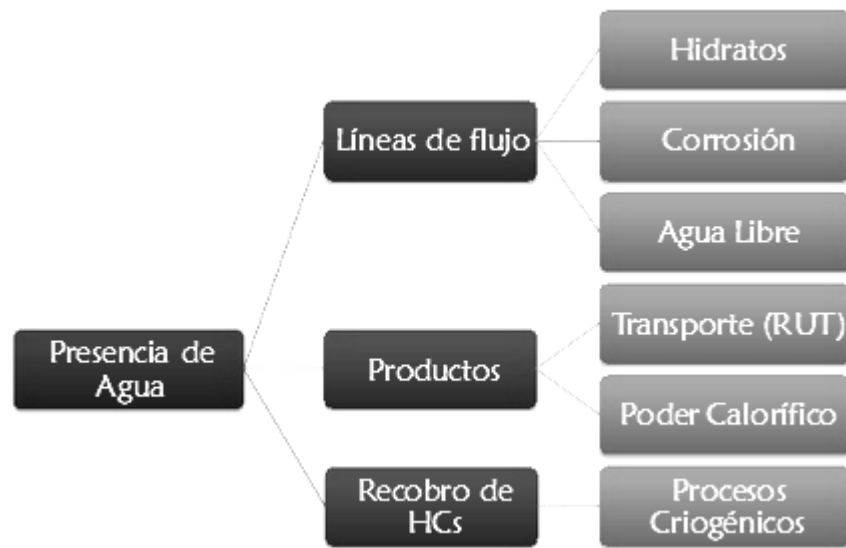 Presencia de
Agua
Líneas de flujo
Hidratos
Corrosión
Agua Libre
Productos
Transporte (RUT)
Poder Calorífico
Recobro de
HCs
Procesos
Criogénicos